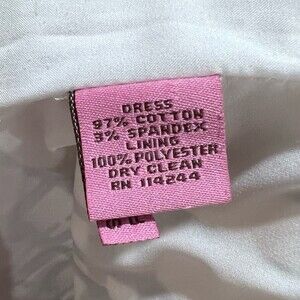 DRESS
97% COTTON
3% SPANDEX
LINING
100% POLYESTER
DRY CLEAN
RN 114244